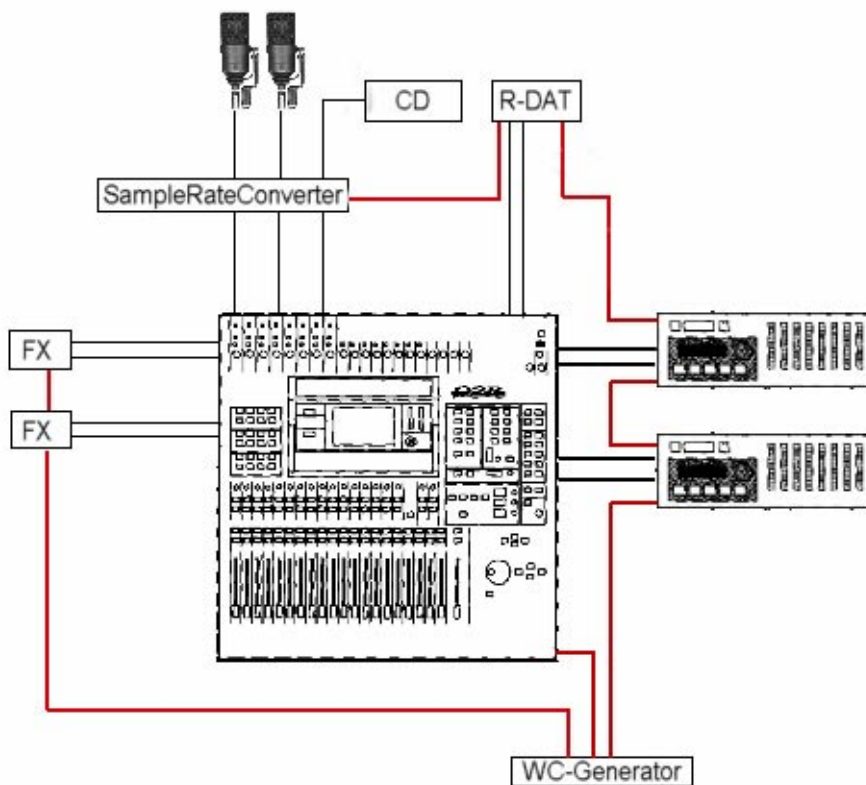 CD
R-DAT
SampleRateConverter
FX
FX
WC-Generator